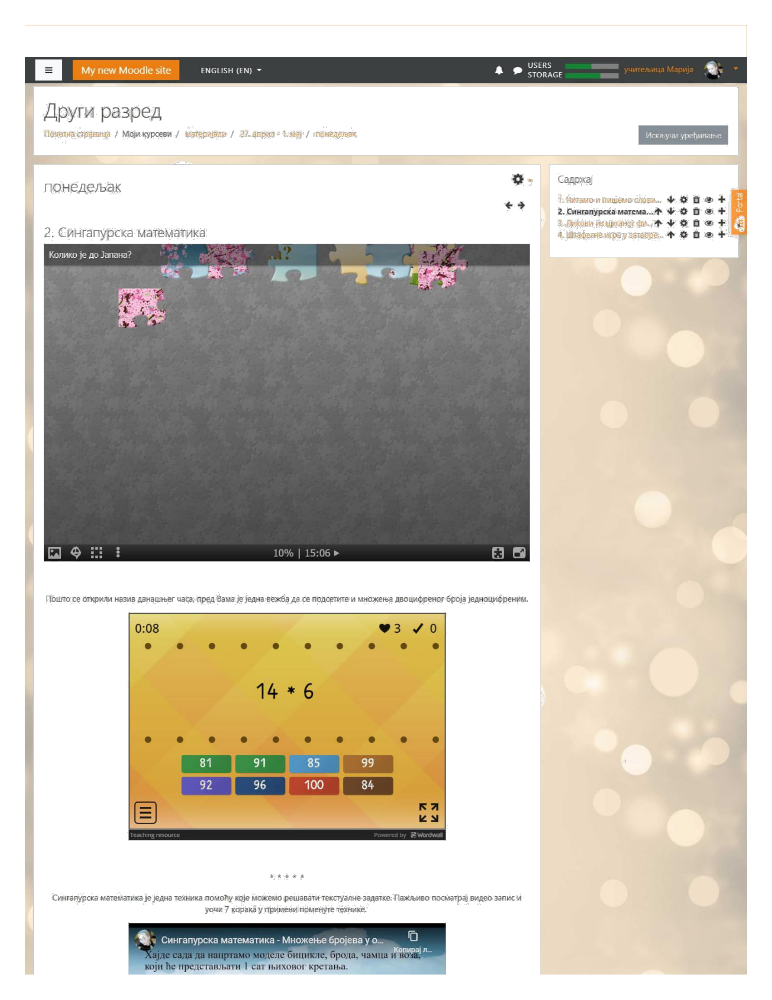 My new Moodle site
ENGLISH (EN)
USERS
STORAGE
учитељица Марија
Други разред
Почетна страница / Моји курсеви / материјали / 27. април - 1. мај / понедељак
Искључи уређивање
понедељак
Садржај
1. Читамо и пишемо слови...
2. Сингапурска матема...
3. Ликови из цртаног фи...
4. Штафетне игре у затворе...
Portal
2. Сингапурска математика
Колико је до Јапана?
а?
10% | 15:06
Пошто се открили назив данашњег часа, пред Вама је једна вежба да се подсетите и множења двоцифреног броја једноцифреним.
0:08
3
0
14 * 6
81 91 85 99
92 96 100 84
Teaching resource
Powered by Wordwall
* * * * *
Сингапурска математика је једна техника помоћу које можемо решавати текстуалне задатке. Пажљиво посматрај видео запис и
уочи 7 корака у примени поменуте технике.
Сингапурска математика - Множење бројева у о...
Копирај л...
Хајде сада да нацртамо моделе бицикле, брода, чамца и воза,
који ће представљати 1 сат њиховог кретања.